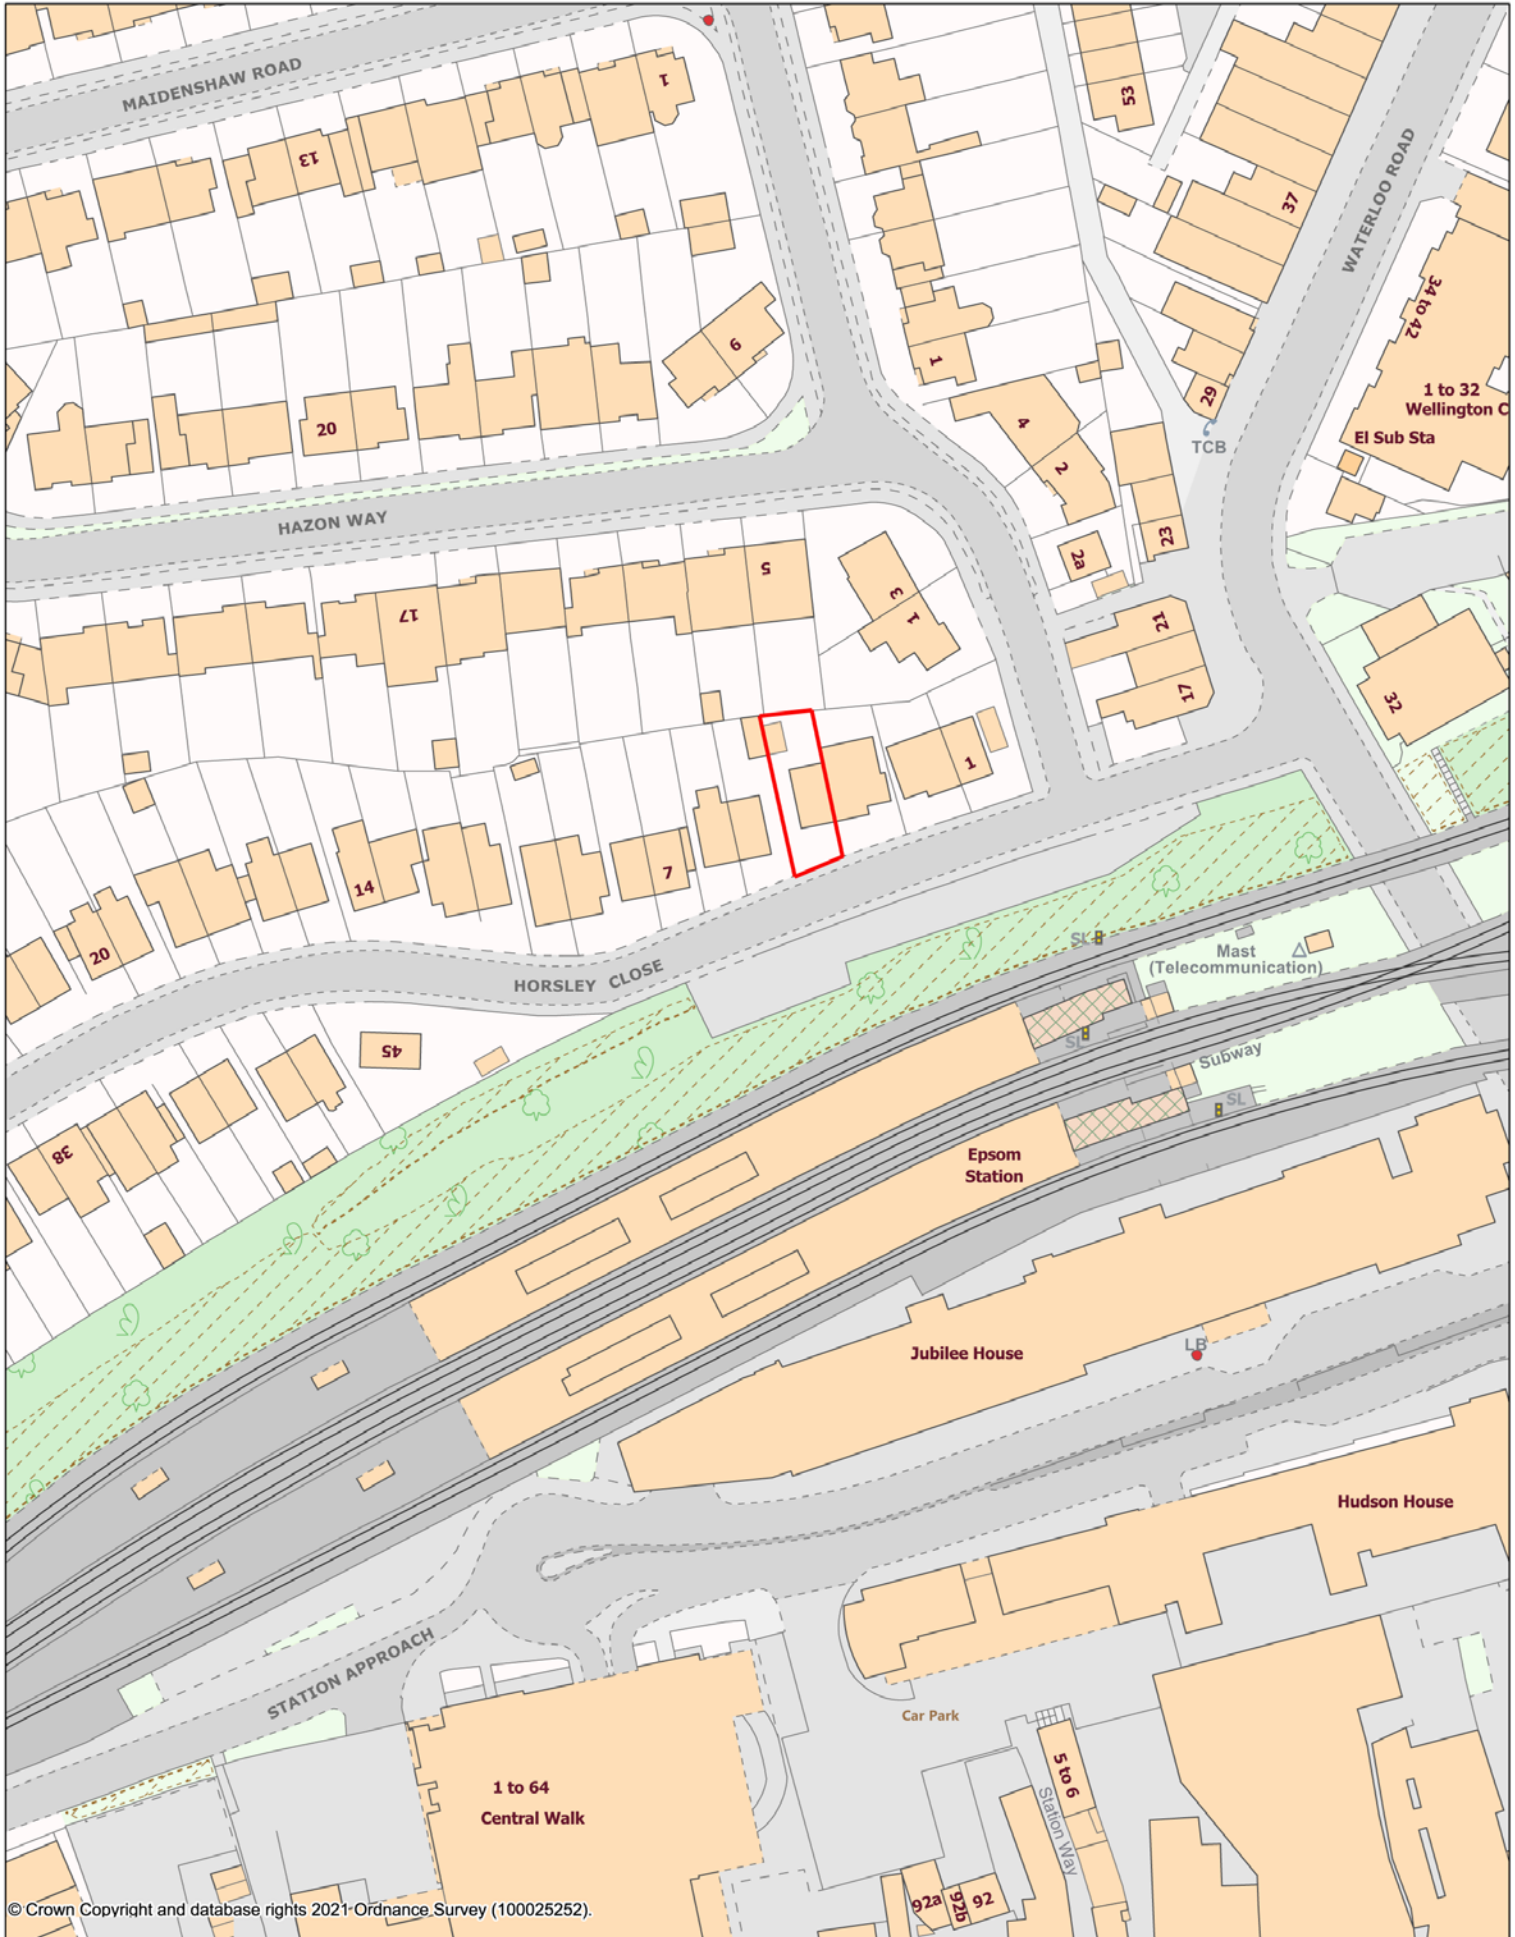 MAIDENSHAW ROAD
1
13
53
37
WATERLOO ROAD
34 to 42
1 to 32
Wellington C
El Sub Sta
6
1
29
TCB
20
4
2
HAZON WAY
23
2a
5
3
1
17
21
17
32
1
7
14
20
HORSLEY CLOSE
SL
Mast
(Telecommunication)
SL
Subway
SL
45
38
Epsom
Station
Jubilee House
LB
Hudson House
STATION APPROACH
Car Park
5 to 6
Station Way
1 to 64
Central Walk
92a
92b
92
© Crown Copyright and database rights 2021 Ordnance Survey (100025252).